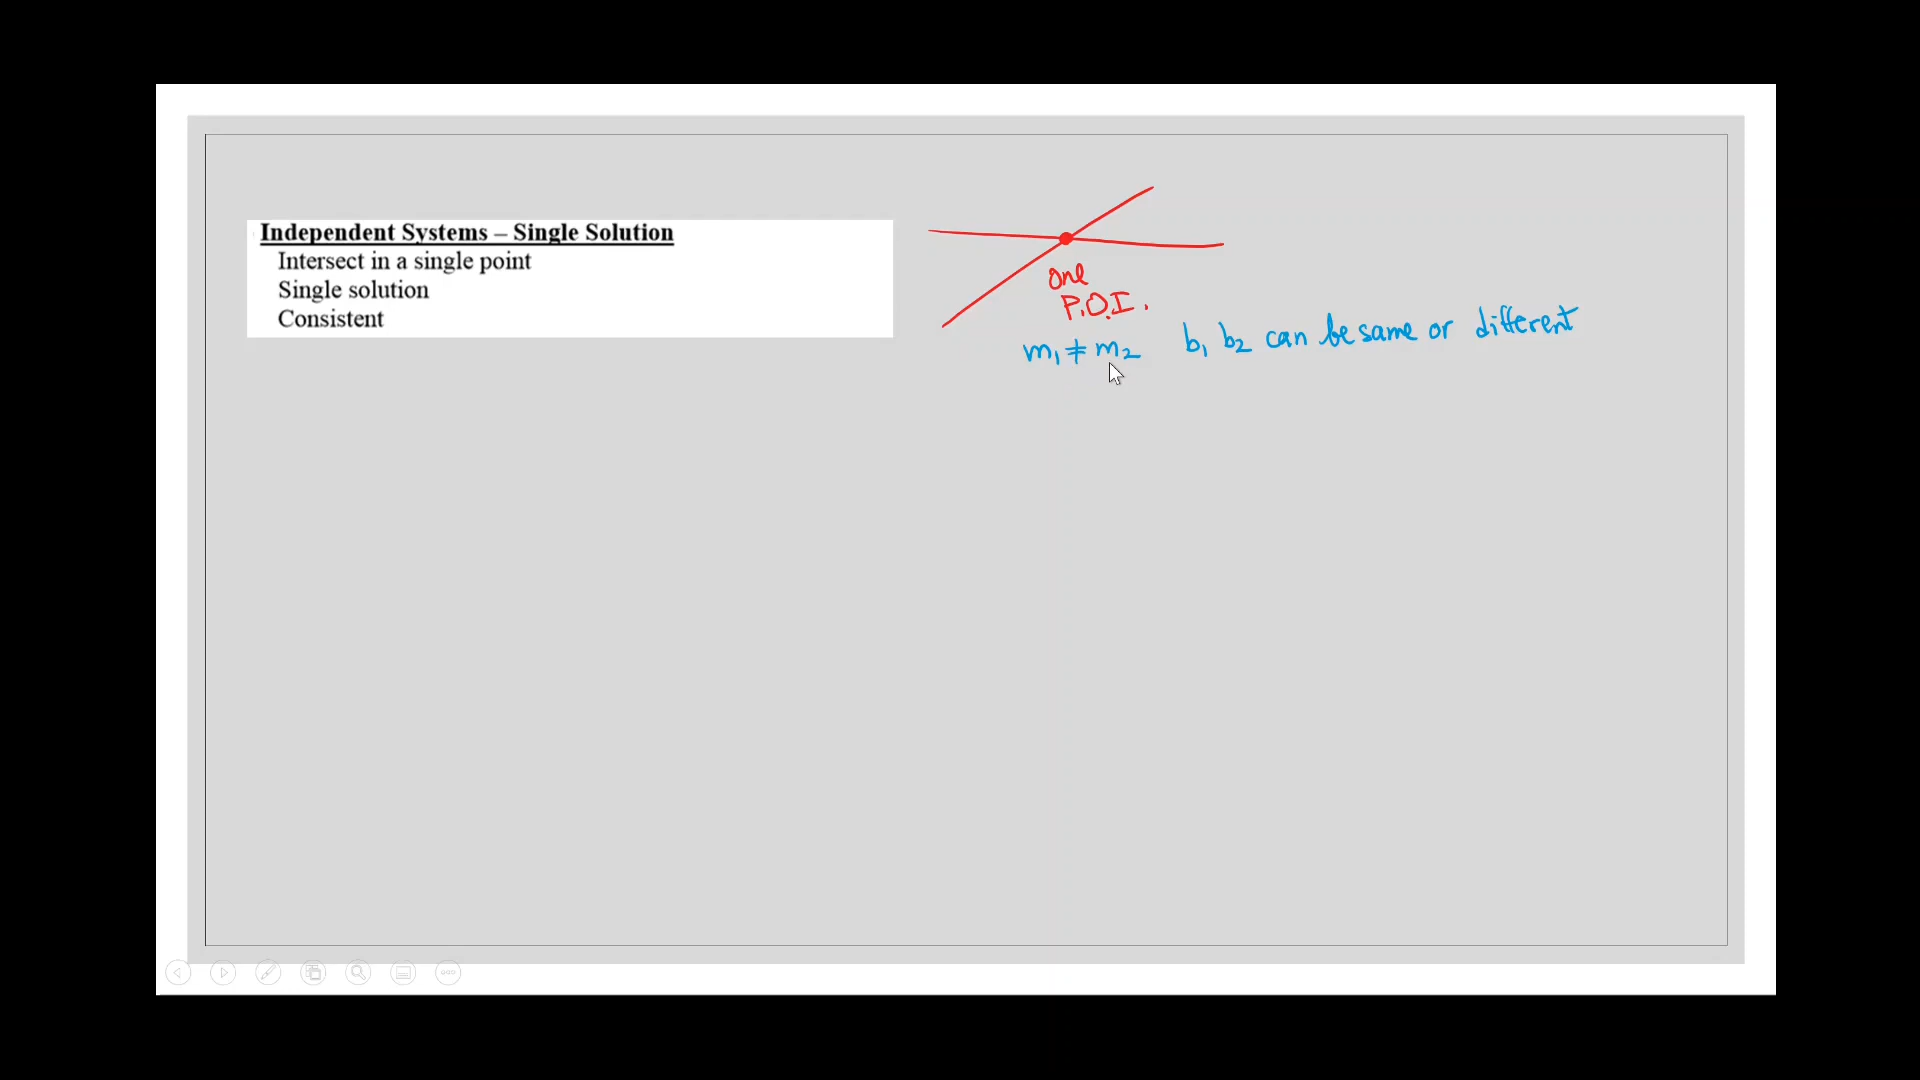 Independent Systems – Single Solution
Intersect in a single point
Single solution
Consistent
One
P.O.I.
m₁ ≠ m₂ b₁ b₂ can be same or different